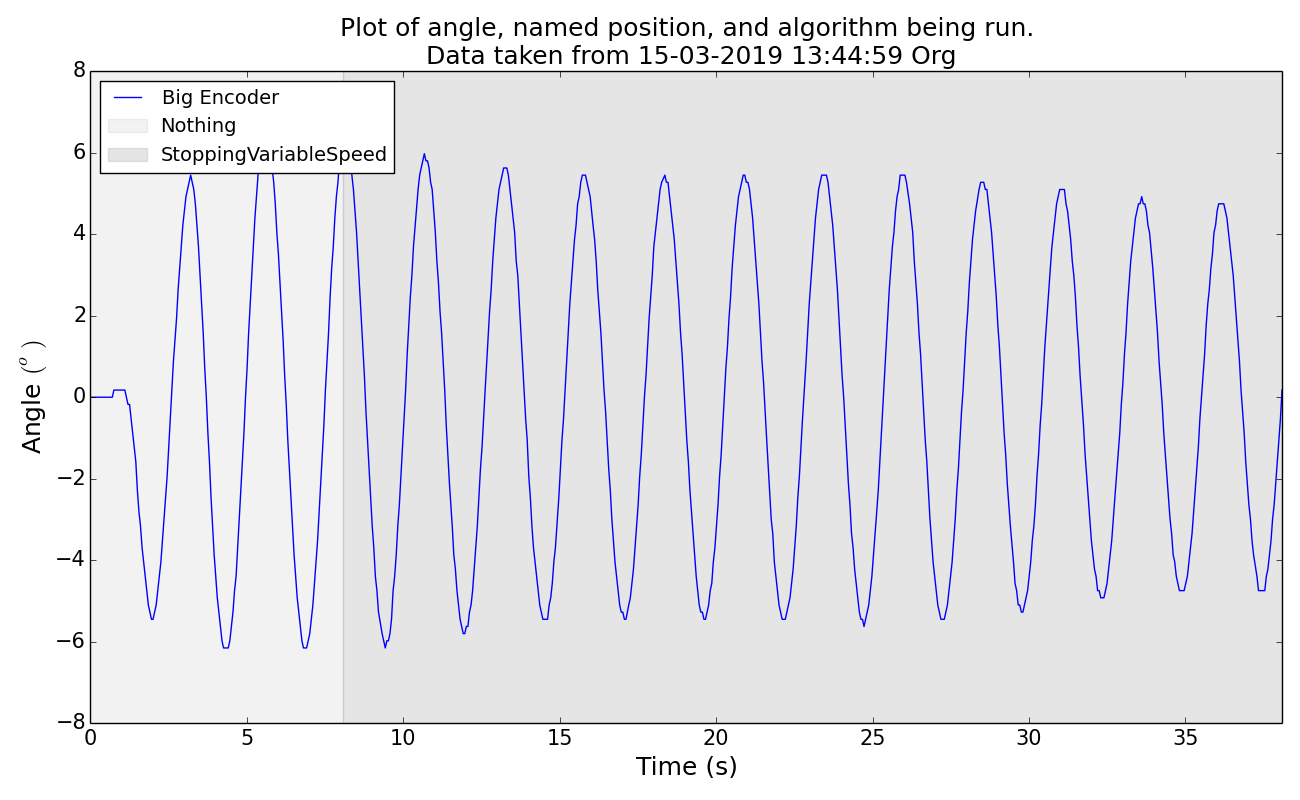 Plot of angle, named position, and algorithm being run.
Data taken from 15-03-2019 13:44:59 Org
Big Encoder
Nothing
StoppingVariableSpeed
Angle (°)
8
6
4
2
0
−2
−4
−6
−8
0 5 10 15 20 25 30 35
Time (s)